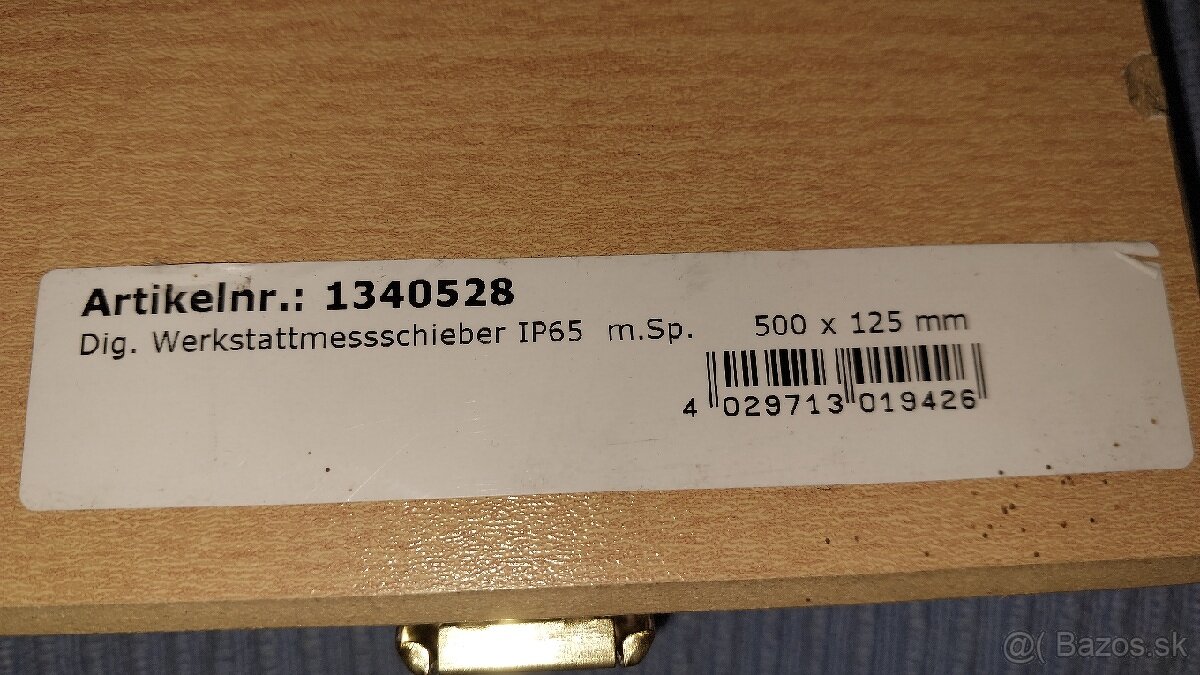 Artikelnr.: 1340528
Dig. Werkstattmessschieber IP65 m.Sp. 500 x 125 mm
4 029713 019426
@( Bazos.sk